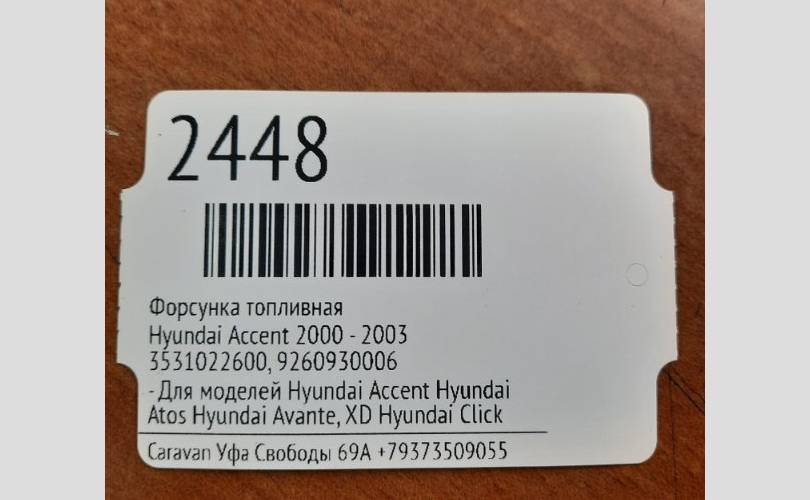 2448
Форсунка топливная
Hyundai Accent 2000 - 2003
3531022600, 9260930006
- Для моделей Hyundai Accent Hyundai
Atos Hyundai Avante, XD Hyundai Click
Caravan Уфа Свободы 69А +79373509055